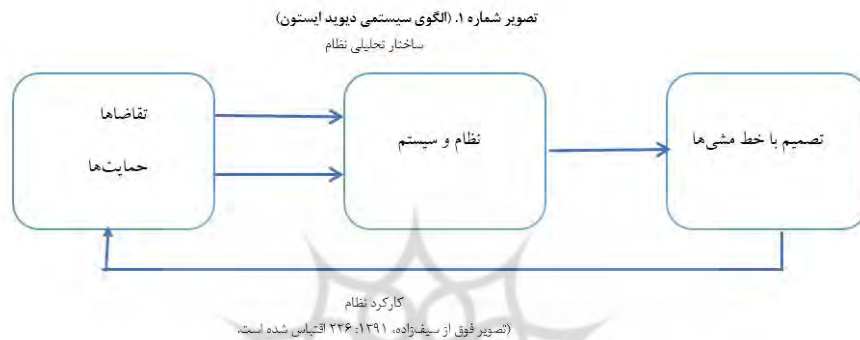 تصویر شماره ۱. (الگوی سیستمی دیوید ایستون)
ساختار تحلیلی نظام
تقاضاها
حمایت‌ها
نظام و سیستم
تصمیم با خط مشی‌ها
کارکرد نظام
(تصویر فوق از سیف‌زاده، ۱۳۹۱: ۲۲۶ اقتباس شده است.